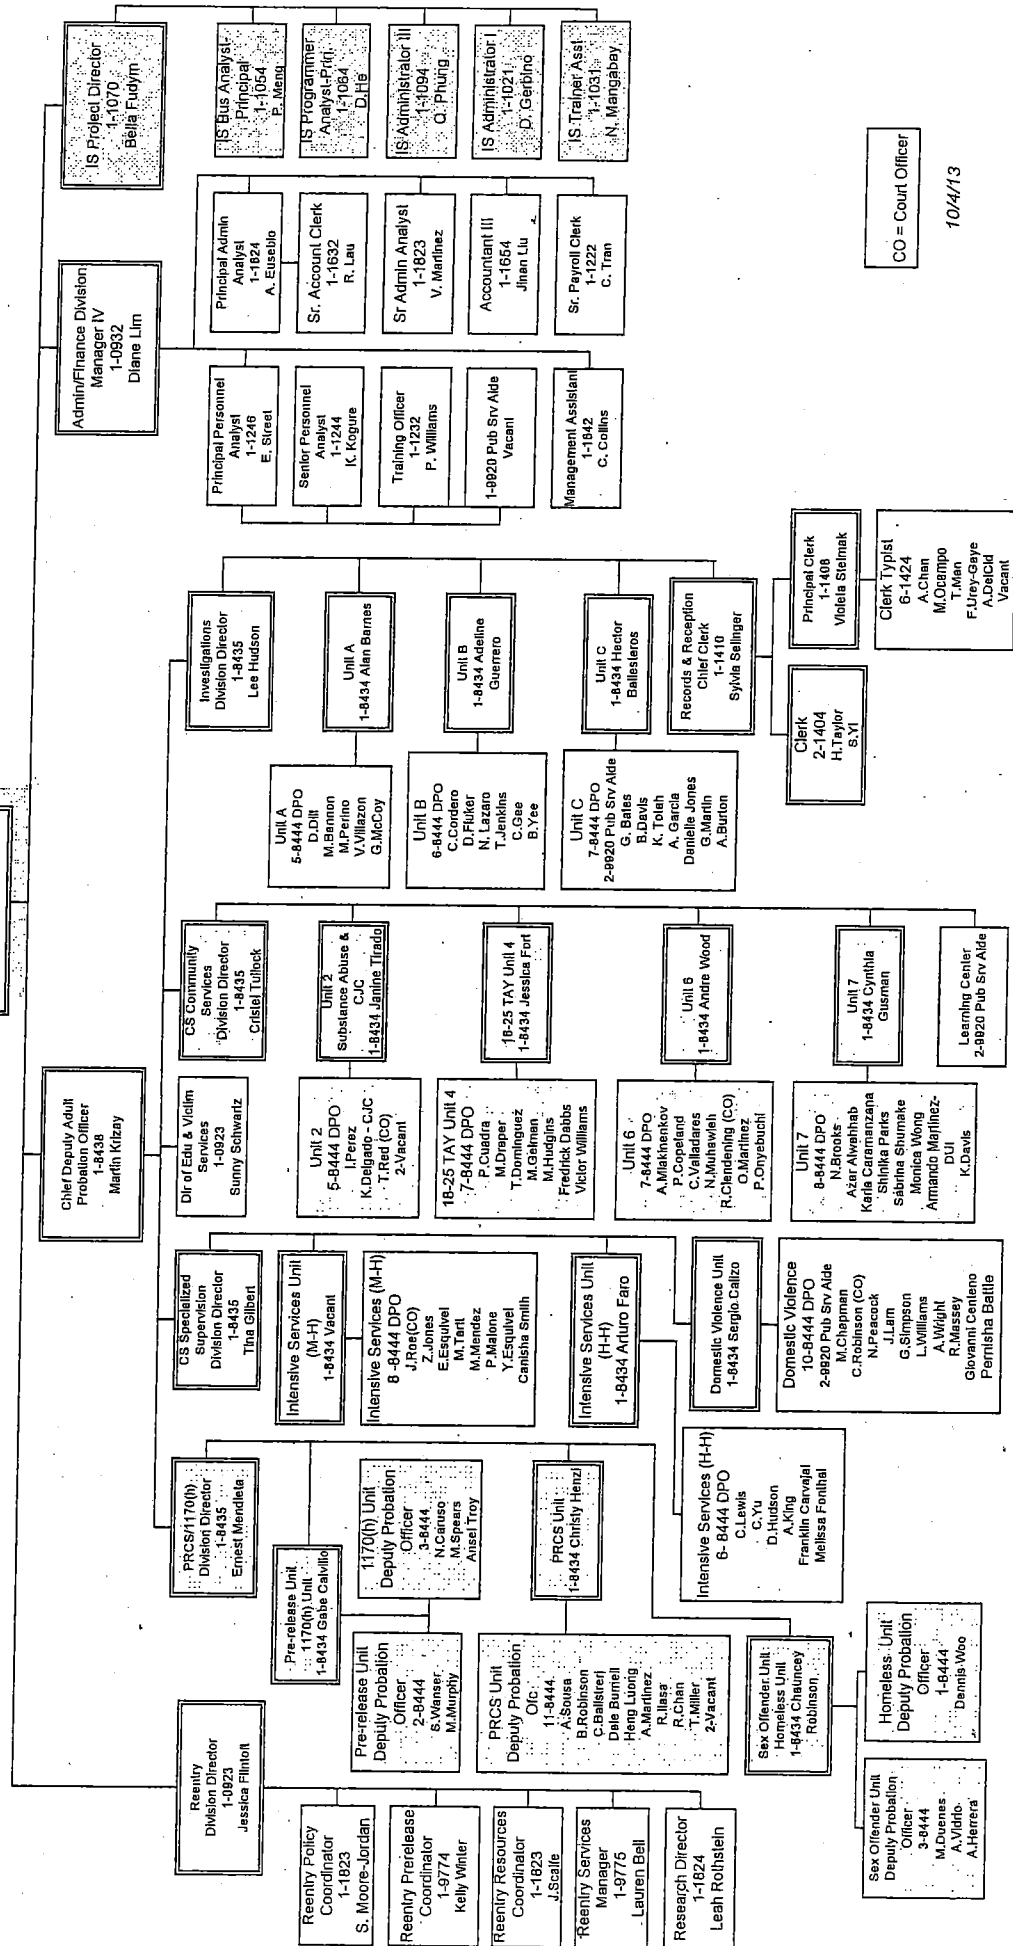 Chief Deputy Adult
Probation Officer
1-8438
Martin Krizay
Admin/Finance Division
Manager IV
1-0932
Diane Lim
IS Project Director
1-1070
Bella Fudym
Reentry
Division Director
1-0923
Jessica Flintoft
Reentry Policy
Coordinator
1-1823
S. Moore-Jordan
Reentry Prerelease
Coordinator
1-9774
Kelly Winter
Reentry Resources
Coordinator
1-1823
J.Scalfe
Reentry Services
Manager
1-9775
Lauren Bell
Research Director
1-1824
Leah Rothstein
PRCS/1170(h)
Division Director
1-8435
Ernest Mendieta
Pre-release Unit
1170(h) Unit
1-8434 Gabe Calvillo
Pre-release Unit
Deputy Probation
Officer
2-8444
S.Wanser
M.Murphy
1170(h) Unit
Deputy Probation
Officer
3-8444
N.Caruso
M.Spears
Ansel Troy
PRCS Unit
1-8434 Christy Henzi
PRCS Unit
Deputy Probation
Ofc
11-8444
A.Sousa
B.Robinson
C.Ballstrerj
Dale Burrell
Heng Luong
A.Martinez
R.Ilasa
R.Chan
T.Miller
2-Vacant
Sex Offender Unit
Homeless Unit
1-8434 Chauncey
Robinson
Sex Offender Unit
Deputy Probation
Officer
3-8444
M.Duenes
A.Vidrio
A.Herrera
Homeless Unit
Deputy Probation
Officer
1-8444
Dennis Woo
CS Specialized
Supervision
Division Director
1-8435
Tina Gilbert
Intensive Services Unit
(M-H)
1-8434 Vacant
Intensive Services (M-H)
8 -8444 DPO
J.Roe(CO)
Z.Jones
E.Esquivel
M.Taril
M.Mendez
P.Malone
Y.Esquivel
Canisha Smith
Intensive Services Unit
(H-H)
1-8434 Arturo Faro
Intensive Services (H-H)
6- 8444 DPO
C.Lewis
C.Yu
D.Hudson
A.King
Franklin Carvajal
Melissa Fonthal
Domestic Violence Unit
1-8434 Sergio Calizo
Domestic Violence
10-8444 DPO
2-9920 Pub Srv Aide
M.Chapman
C.Robinson (CO)
N.Peacock
J.Lam
G.Simpson
L.Williams
A.Wright
R.Massey
Giovani Centeno
Pernisha Battle
Dir of Edu & Victim
Services
1-0923
Sunny Schwartz
CS Community
Services
Division Director
1-8435
Cristel Tullock
Unit 2
Substance Abuse &
CJC
1-8434 Janine Tirado
Unit 2
5-8444 DPO
I.Perez
K.Delgado - CJC
T.Red (CO)
2-Vacant
18-25 TAY Unit 4
1-8434 Jessica Fort
18-25 TAY Unit 4
7-8444 DPO
P.Cuadra
M.Draper
T.Dominguez
M.Gelman
M.Hudgins
Fredrick Dabbs
Victor Williams
Unit 6
1-8434 Andre Wood
Unit 6
7-8444 DPO
A.Mlakhenkov
P.Copeland
C.Valladares
N.Muhawieh
R.Clendening (CO)
O.Martinez
P.Onyebuchi
Unit 7
1-8434 Cynthia
Gusman
Unit 7
8-8444 DPO
N.Brooks
Azar Alwahhab
Karla Caramanzana
Shinika Parks
Sabrina Shumake
Monica Wong
Armando Martinez-
DUI
K.Davis
Learning Center
2-9920 Pub Srv Aide
Investigations
Division Director
1-8435
Lee Hudson
Unit A
1-8434 Alan Barnes
Unit A
5-8444 DPO
D.Dill
M.Bannon
M.Perino
V.Villazon
G.McCoy
Unit B
1-8434 Adeline
Guerrero
Unit B
6-8444 DPO
C.Cordero
D.Fluker
N. Lazaro
T.Jenkins
C.Gee
B.Yee
Unit C
1-8434 Hector
Ballesteros
Unit C
7-8444 DPO
2-9920 Pub Srv Aide
G. Bates
B.Davis
K. Toleh
A. Garcia
Danielle Jones
G.Martin
A.Burton
Records & Reception
Chief Clerk
1-1410
Sylvia Sellinger
Clerk
2-1404
H.Taylor
S.Yi
Principal Clerk
1-1408
Violeta Stelmak
Clerk Typist
6-1424
A.Chan
M.Ocampo
T.Man
F.Urey-Gaye
A.DelCid
Vacant
Principal Personnel
Analyst
1-1246
E. Street
Senior Personnel
Analyst
1-1244
K. Kogure
Training Officer
1-1232
P. Williams
1-9920 Pub Srv Aide
Vacant
Management Assistant
1-1842
C. Collins
Principal Admin
Analyst
1-1824
A. Eusebio
Sr. Account Clerk
1-1632
R. Lau
Sr Admin Analyst
1-1823
V. Martinez
Accountant III
1-1654
Jinan Liu
Sr. Payroll Clerk
1-1222
C. Tran
IS Bus Analyst-
Principal
1-1054
P. Meng
IS Programmer
Analyst-Prin
1-1064
D.He
IS Administrator III
1-1094
Q. Phung
IS Administrator I
1-1021
D. Gerbino
IS Trainer Asst
1-1031
N. Mangabay
CO = Court Officer
10/4/13